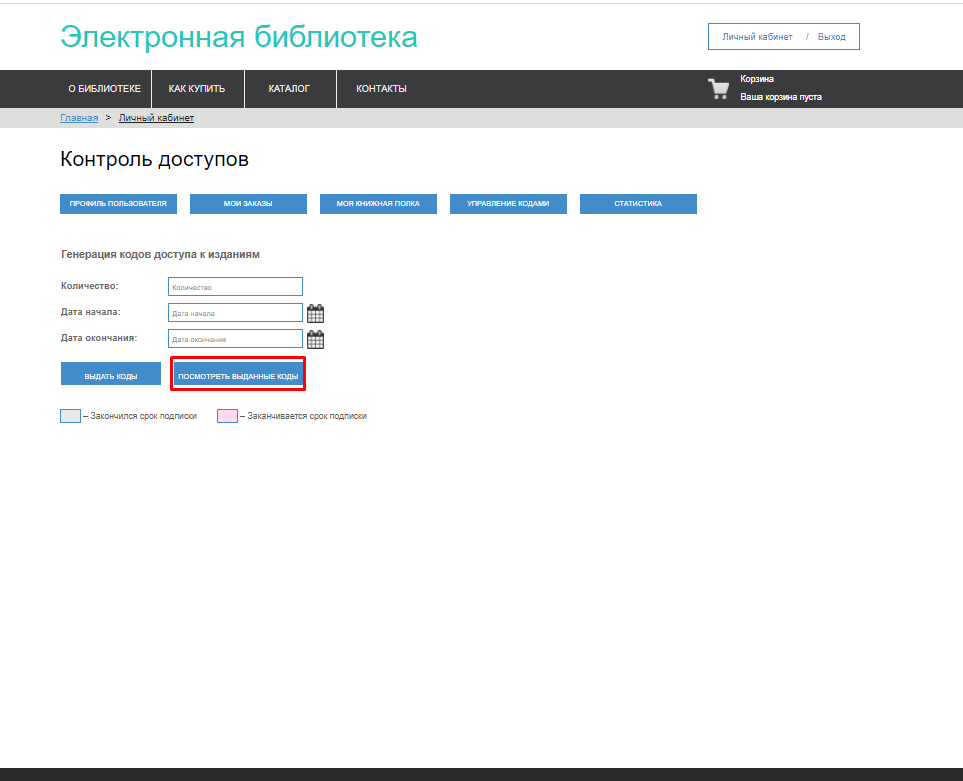 Электронная библиотека
Личный кабинет / Выход
О БИБЛИОТЕКЕ КАК КУПИТЬ КАТАЛОГ КОНТАКТЫ
Корзина
Ваша корзина пуста
Главная > Личный кабинет
Контроль доступов
ПРОФИЛЬ ПОЛЬЗОВАТЕЛЯ МОИ ЗАКАЗЫ МОЯ КНИЖНАЯ ПОЛКА УПРАВЛЕНИЕ КОДАМИ СТАТИСТИКА
Генерация кодов доступа к изданиям
Количество: Количество
Дата начала: Дата начала
Дата окончания: Дата окончания
ВЫДАТЬ КОДЫ ПОСМОТРЕТЬ ВЫДАННЫЕ КОДЫ
– Закончился срок подписки – Заканчивается срок подписки